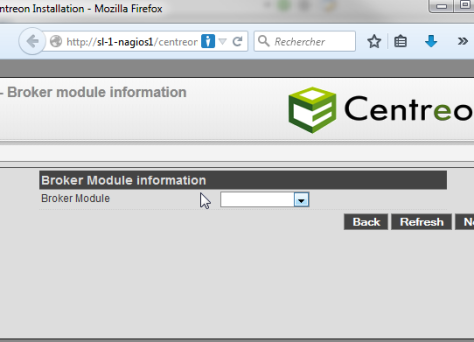 ntreon Installation - Mozilla Firefox
http://sl-1-nagios1/centreor
Rechercher
- Broker module information
Centreo
Broker Module information
Broker Module
Back Refresh N